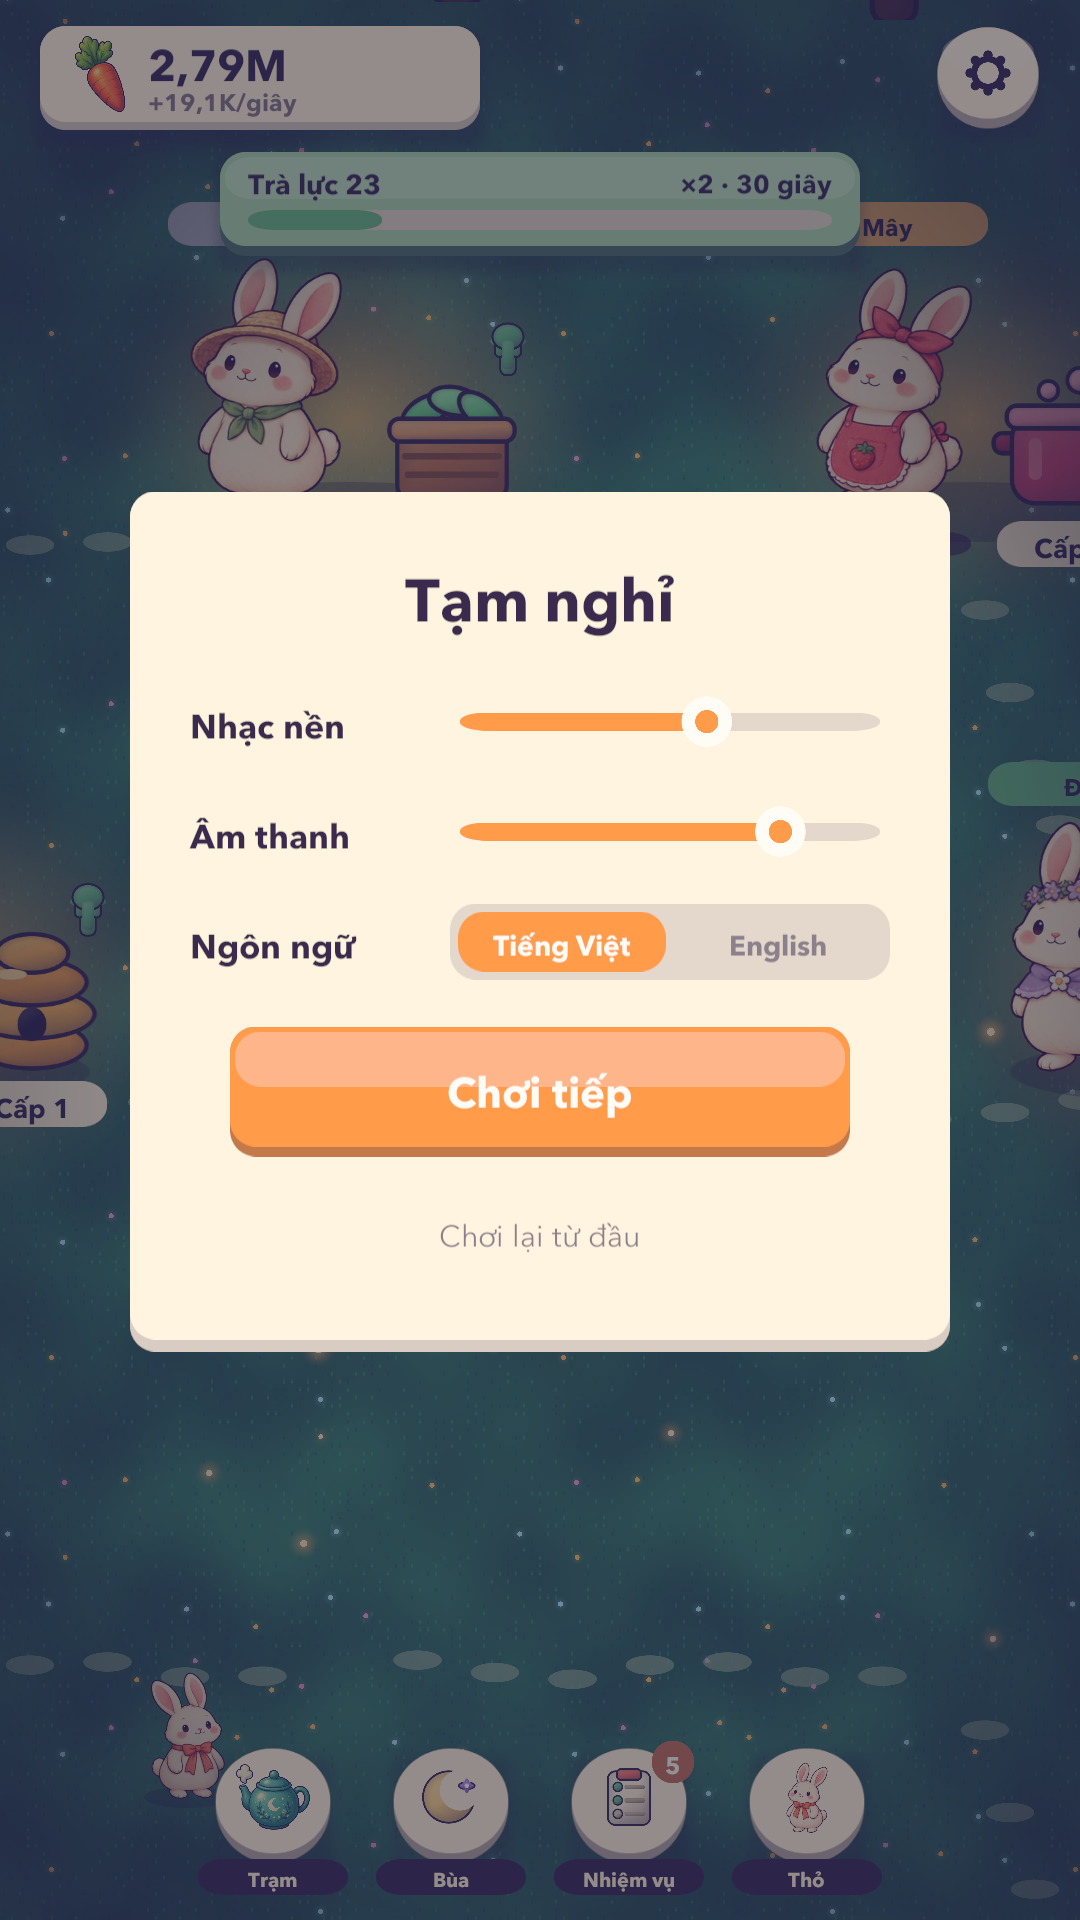 2,79M
+19,1K/giây
Trà lực 23
×2 · 30 giây
Mây
Tạm nghỉ
Nhạc nền
Âm thanh
Ngôn ngữ
Tiếng Việt
English
Chơi tiếp
Chơi lại từ đầu
Cấp 1
5
Trạm
Bùa
Nhiệm vụ
Thỏ